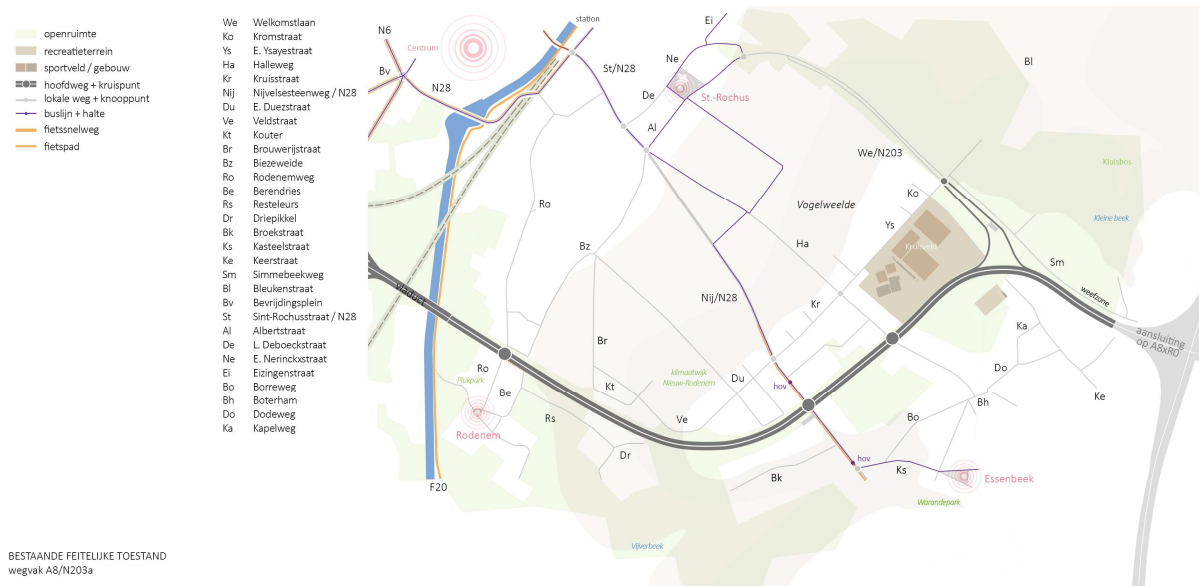 openruimte
recreatieterrein
sportveld / gebouw
hoofdweg + kruispunt
lokale weg + knooppunt
buslijn + halte
fietssnelweg
fietspad
We Welkomstlaan
Ko Kromstraat
Ys E. Ysayestraat
Ha Halleweg
Kr Kruisstraat
Nij Nijvelsesteenweg / N28
Du E. Duezstraat
Ve Veldstraat
Kt Kouter
Br Brouwerijstraat
Bz Biezeweide
Ro Rodenemweg
Be Berendries
Rs Resteleurs
Dr Driepikkel
Bk Broekstraat
Ks Kasteelstraat
Ke Keerstraat
Sm Simmebeekweg
Bl Bleukenstraat
Bv Bevrijdingsplein
St Sint-Rochusstraat / N28
Al Albertstraat
De L. Deboeckstraat
Ne E. Nerinckxstraat
Ei Eizingenstraat
Bo Borreweg
Bh Boterham
Do Dodeweg
Ka Kapelweg
N6
Centrum
Bv
N28
station
St/N28
Ei
Ne
De
St.-Rochus
Al
Bl
We/N203
Kluisbos
Kleine beek
Ko
Vogelweelde
Ys
Kruisveld
Ro
Bz
Ha
Sm
weefzone
viaduct
Nij/N28
Kr
aansluiting
op A8xR0
Ka
Br
Ro
Plukpark
Be
klimaatwijk
Nieuw-Rodenem
Du
hov
Do
Ke
Kt
Bh
Rodenem
Rs
Ve
Bo
Dr
hov
Bk
Ks
Essenbeek
F20
Warandepark
Vijverbeek
BESTAANDE FEITELIJKE TOESTAND
wegvak A8/N203a